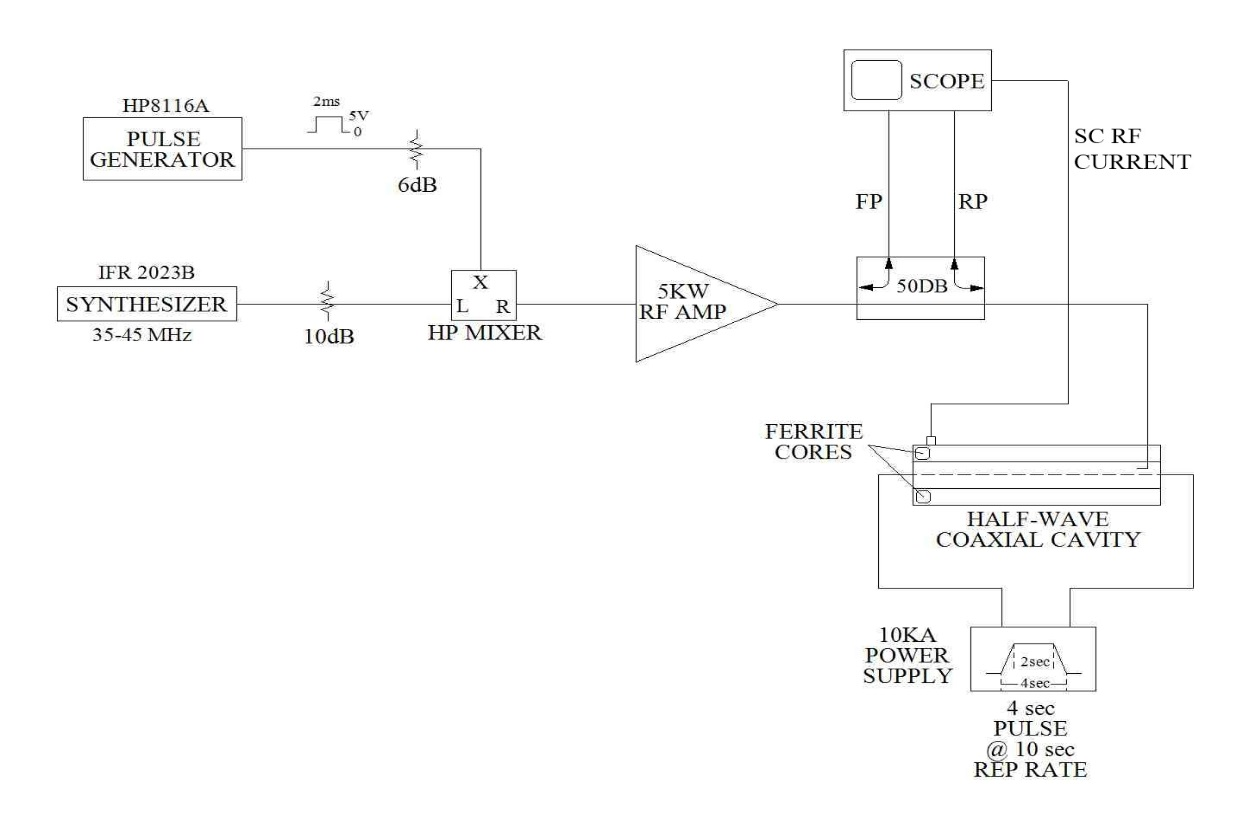 HP8116A
PULSE
GENERATOR
2ms
5V
0
6dB
IFR 2023B
SYNTHESIZER
35-45 MHz
10dB
X
L R
HP MIXER
5KW
RF AMP
SCOPE
SC RF
CURRENT
FP RP
50DB
FERRITE
CORES
HALF-WAVE
COAXIAL CAVITY
10KA
POWER
SUPPLY
2sec
4sec
4 sec
PULSE
@ 10 sec
REP RATE